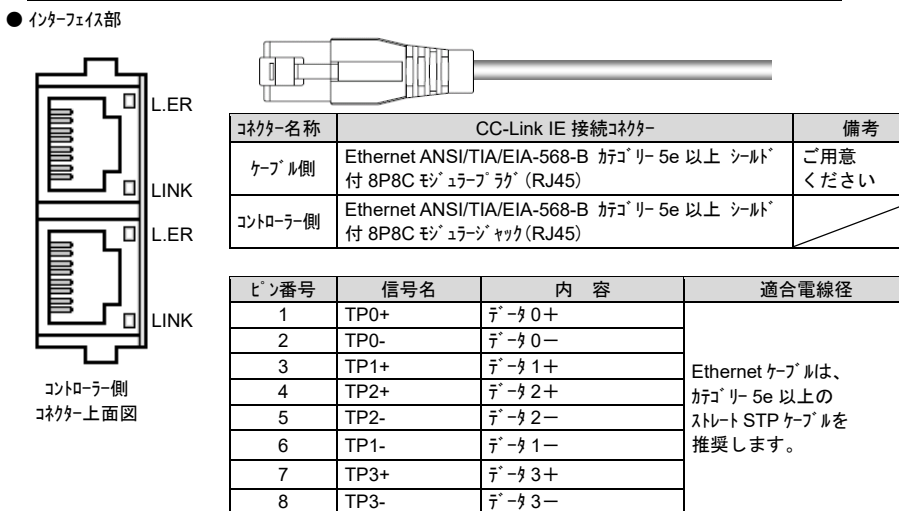 ● ｲﾝﾀｰﾌｪｲｽ部
L.ER
LINK
L.ER
LINK
ｺﾝﾄﾛｰﾗｰ側
ｺﾈｸﾀｰ上面図
ｺﾈｸﾀｰ名称 CC-Link IE 接続ｺﾈｸﾀｰ 備考
ｹｰﾌﾞﾙ側 Ethernet ANSI/TIA/EIA-568-B ｶﾃｺﾞﾘｰ 5e 以上 ｼｰﾙﾄﾞ ご用意
付 8P8C ﾓｼﾞｭﾗｰﾌﾟﾗｸﾞ(RJ45) ください
ｺﾝﾄﾛｰﾗｰ側 Ethernet ANSI/TIA/EIA-568-B ｶﾃｺﾞﾘｰ 5e 以上 ｼｰﾙﾄﾞ
付 8P8C ﾓｼﾞｭﾗｰｼﾞｬｯｸ(RJ45)
ﾋﾟﾝ番号 信号名 内　容 適合電線径
1 TP0+ ﾃﾞｰﾀ 0＋
2 TP0- ﾃﾞｰﾀ 0－
3 TP1+ ﾃﾞｰﾀ 1＋
4 TP2+ ﾃﾞｰﾀ 2＋
5 TP2- ﾃﾞｰﾀ 2－
6 TP1- ﾃﾞｰﾀ 1－
7 TP3+ ﾃﾞｰﾀ 3＋
8 TP3- ﾃﾞｰﾀ 3－
Ethernet ｹｰﾌﾞﾙは、
ｶﾃｺﾞﾘｰ 5e 以上の
ｽﾄﾚｰﾄ STP ｹｰﾌﾞﾙを
推奨します。